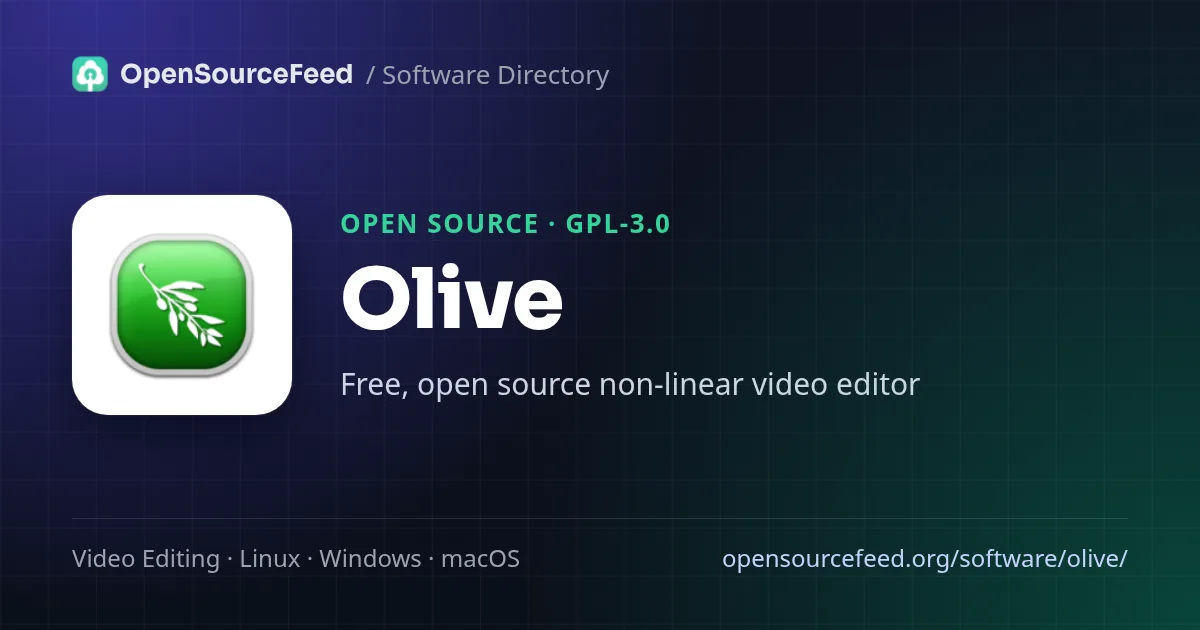 OpenSourceFeed / Software Directory
OPEN SOURCE · GPL-3.0
Olive
Free, open source non-linear video editor
Video Editing · Linux · Windows · macOS
opensourcefeed.org/software/olive/